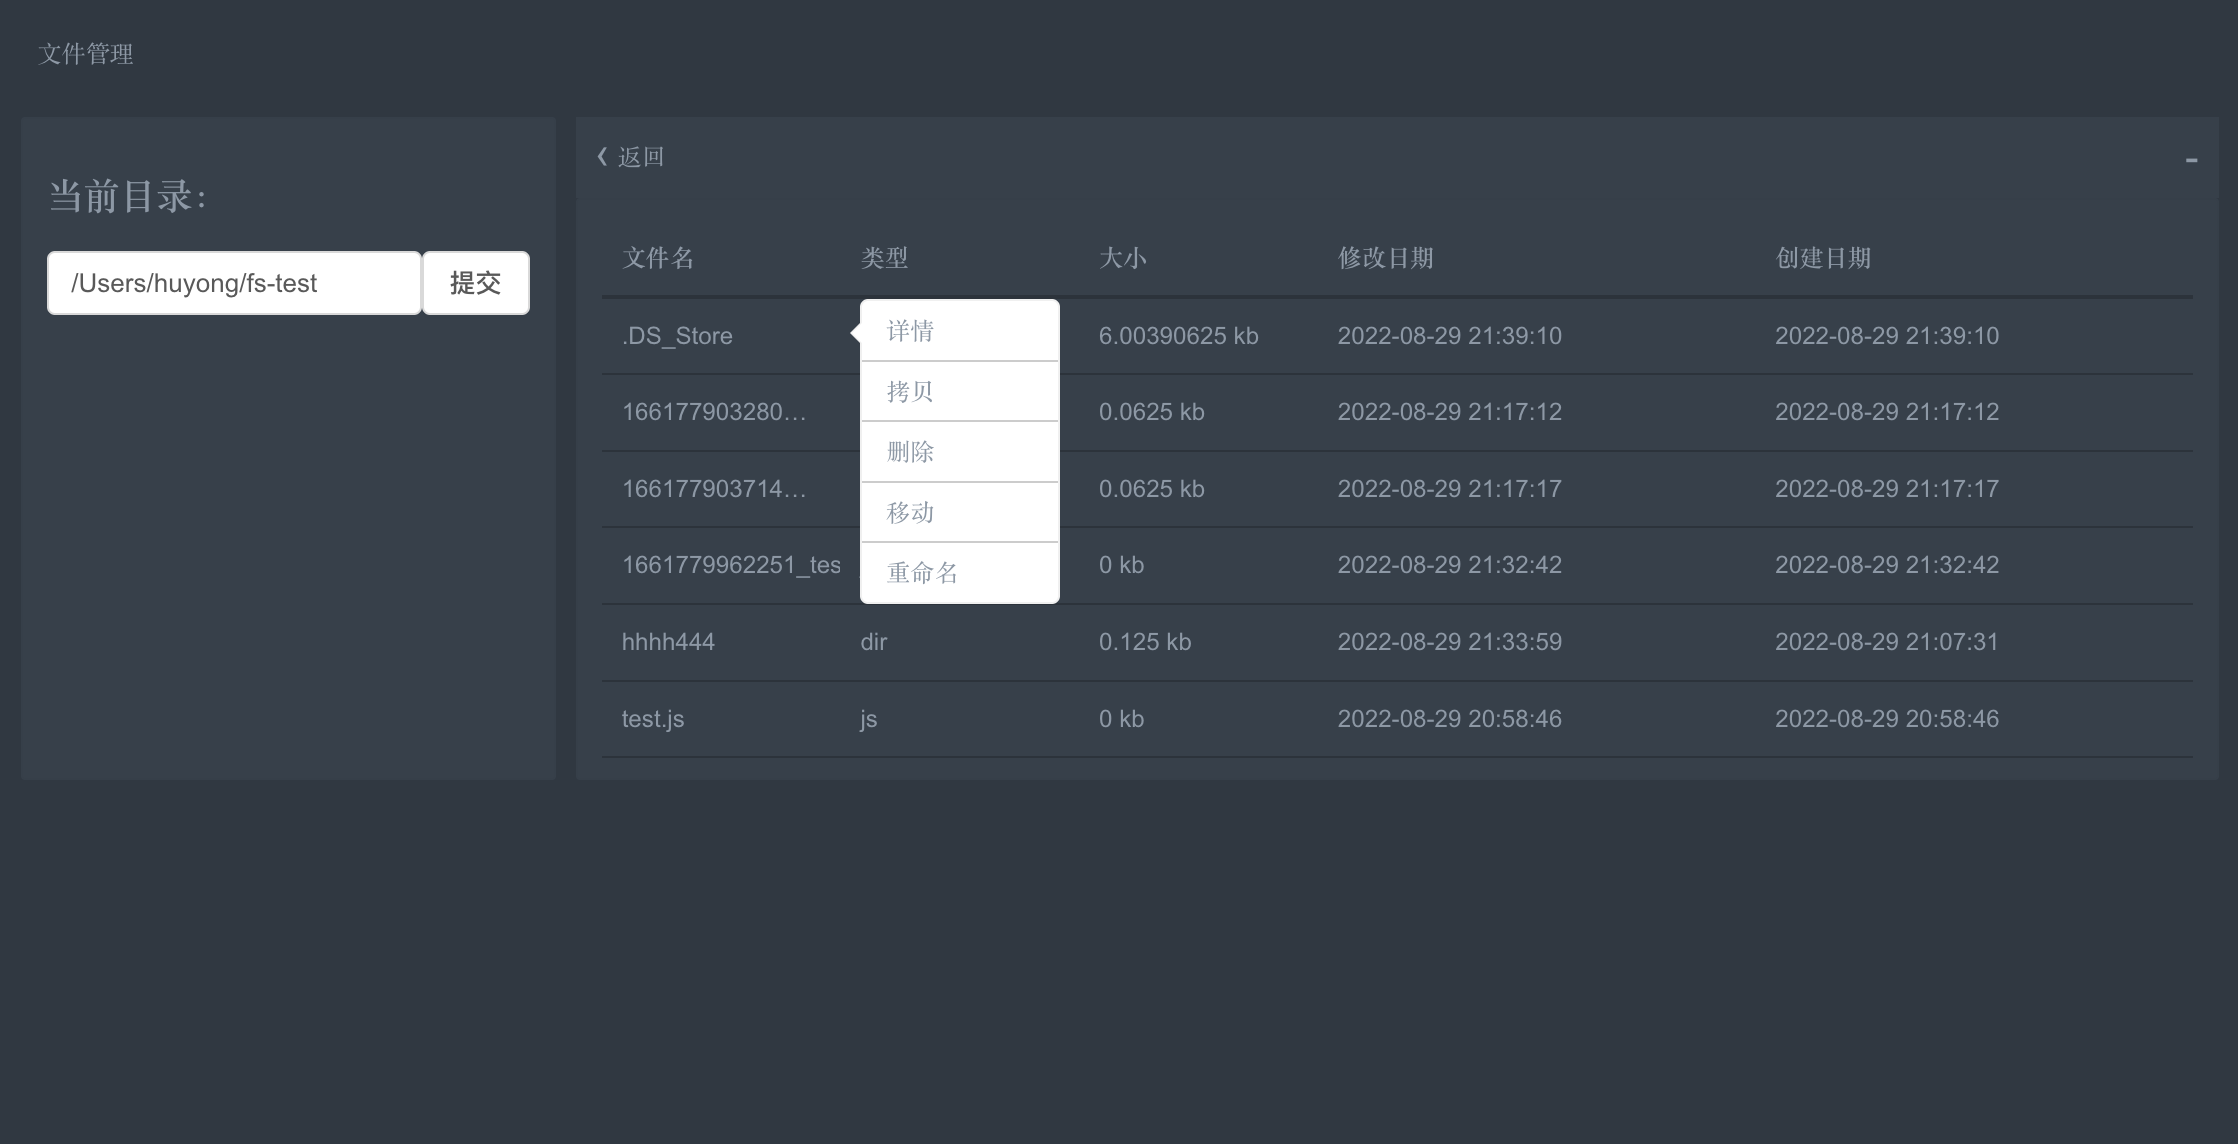 文件管理
当前目录:
/Users/huyong/fs-test 提交
返回
文件名 类型 大小 修改日期 创建日期
.DS_Store 详情 6.00390625 kb 2022-08-29 21:39:10 2022-08-29 21:39:10
拷贝
166177903280… 0.0625 kb 2022-08-29 21:17:12 2022-08-29 21:17:12
删除
166177903714… 0.0625 kb 2022-08-29 21:17:17 2022-08-29 21:17:17
移动
1661779962251_tes 0 kb 2022-08-29 21:32:42 2022-08-29 21:32:42
重命名
hhhh444 dir 0.125 kb 2022-08-29 21:33:59 2022-08-29 21:07:31
test.js js 0 kb 2022-08-29 20:58:46 2022-08-29 20:58:46